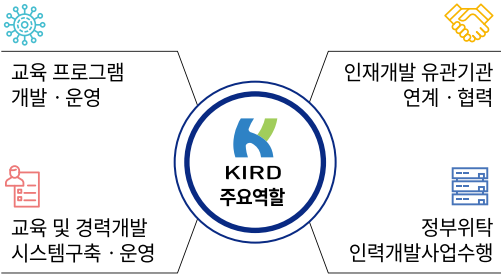 교육 프로그램
개발 · 운영
인재개발 유관기관
연계 · 협력
KIRD
주요역할
교육 및 경력개발
시스템구축 · 운영
정부위탁
인력개발사업수행